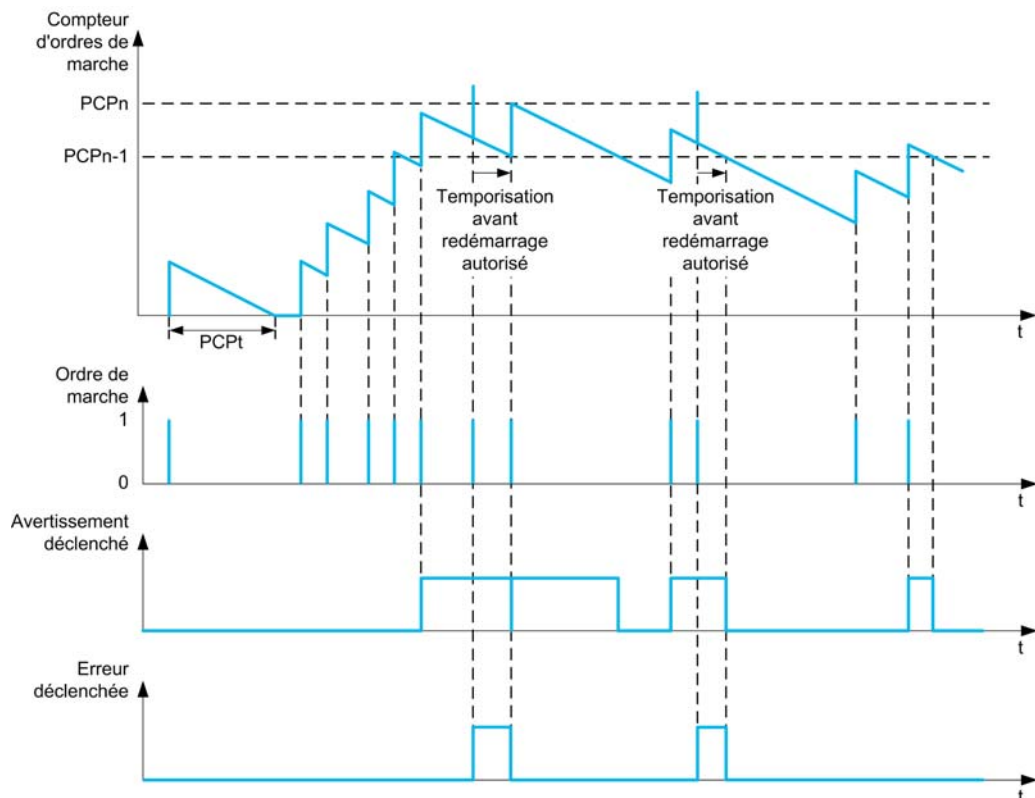 Compteur
d'ordres de
marche
PCPn
PCPn-1
Temporisation
avant
redémarrage
autorisé
Temporisation
avant
redémarrage
autorisé
PCPt
t
Ordre de
marche
1
0
t
Avertissement
déclenché
t
Erreur
déclenchée
t